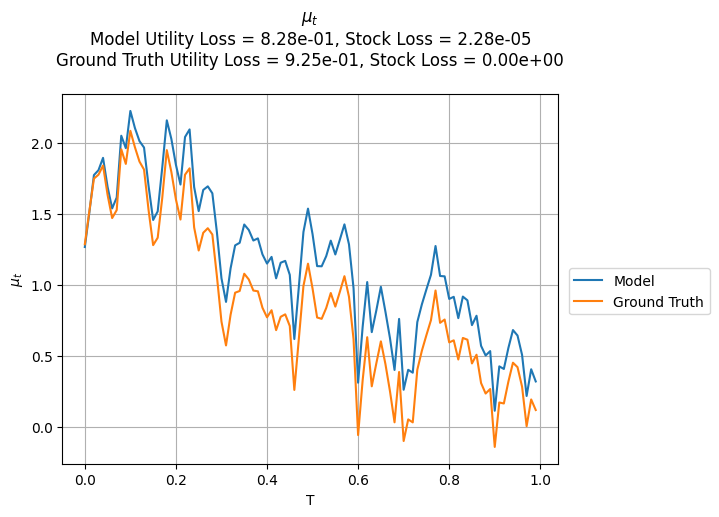 μₜ
Model Utility Loss = 8.28e-01, Stock Loss = 2.28e-05
Ground Truth Utility Loss = 9.25e-01, Stock Loss = 0.00e+00
2.0
1.5
1.0
0.5
0.0
μₜ
0.0 0.2 0.4 0.6 0.8 1.0
T
Model
Ground Truth